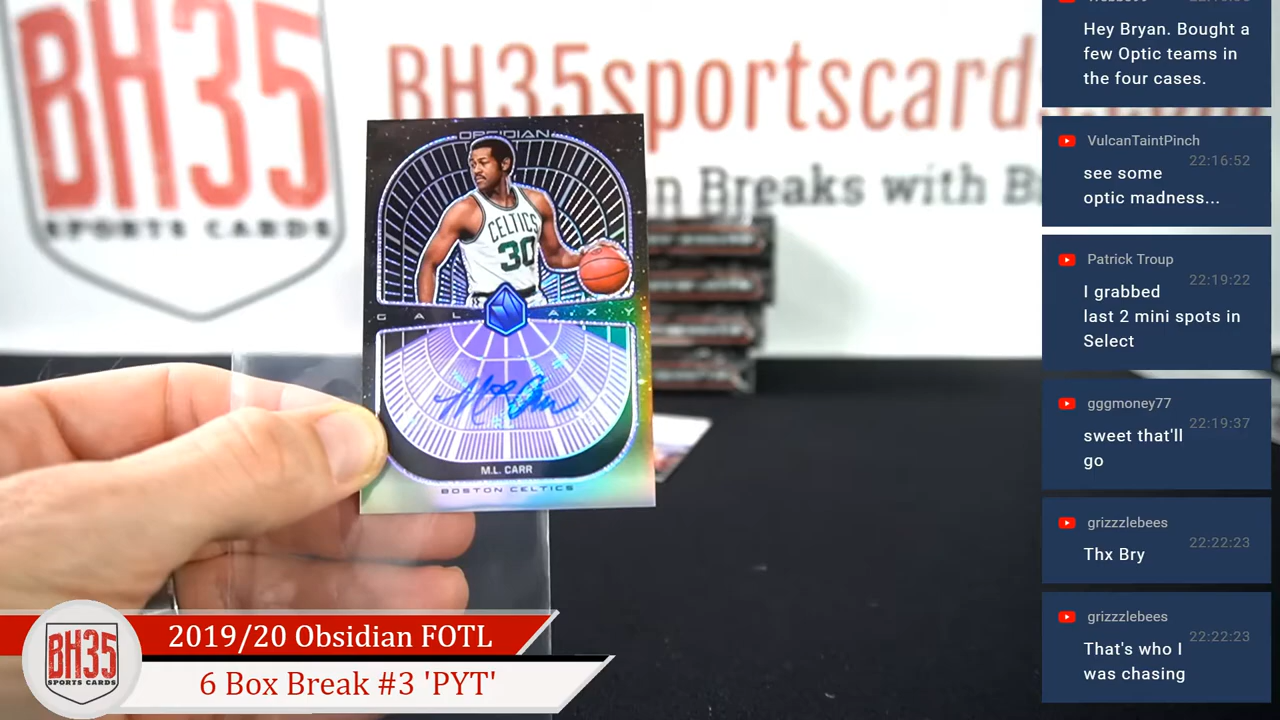 BH35
SPORTS CARDS
BH35sportscards.
n Breaks with B
OBSIDIAN
CELTICS
30
GALAXY
M.L. CARR
BOSTON CELTICS
2019/20 Obsidian FOTL
6 Box Break #3 'PYT'
BH35
SPORTS CARDS
Hey Bryan. Bought a
few Optic teams in
the four cases.
VulcanTaintPinch
22:16:52
see some
optic madness...
Patrick Troup
22:19:22
I grabbed
last 2 mini spots in
Select
gggmoney77
22:19:37
sweet that'll
go
grizzzlebees
22:22:23
Thx Bry
grizzzlebees
22:22:23
That's who I
was chasing